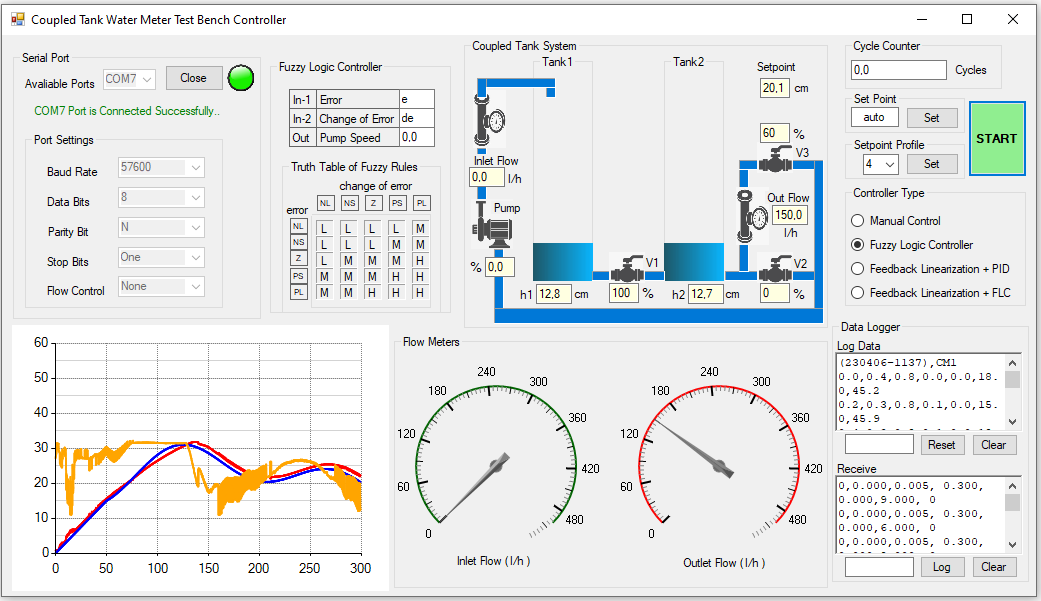 Coupled Tank Water Meter Test Bench Controller
Serial Port
Avaliable Ports COM7 Close
COM7 Port is Connected Successfully..
Port Settings
Baud Rate 57600
Data Bits 8
Parity Bit N
Stop Bits One
Flow Control None
Fuzzy Logic Controller
In-1 Error e
In-2 Change of Error de
Out Pump Speed 0,0
Truth Table of Fuzzy Rules
change of error
error NL NS Z PS PL
NL L L L L M
NS L L L M M
Z L M M M H
PS M M M H H
PL M M H H H
Coupled Tank System
Tank1
Tank2
Setpoint
20,1 cm
60 %
V3
Inlet Flow
0,0 l/h
Out Flow
150,0
l/h
Pump
% 0,0
V1
V2
h1 12,8 cm
100 %
h2 12,7 cm
0 %
Cycle Counter
0,0 Cycles
Set Point
auto Set
Setpoint Profile
4 Set
START
Controller Type
Manual Control
Fuzzy Logic Controller
Feedback Linearization + PID
Feedback Linearization + FLC
60
50
40
30
20
10
0
0 50 100 150 200 250 300
Flow Meters
0 60 120 180 240 300 360 420 480
Inlet Flow ( l/h )
0 60 120 180 240 300 360 420 480
Outlet Flow ( l/h )
Data Logger
Log Data
(230406-1137),CM1
0.0,0.4,0.8,0.0,0.0,18.
0,45.2
0.2,0.3,0.8,0.1,0.0,15.
0,45.9
Reset Clear
Receive
0,0.000,0.005, 0.300,
0.000,9.000, 0
0,0.000,0.005, 0.300,
0.000,6.000, 0
0,0.000,0.005, 0.300,
Log Clear